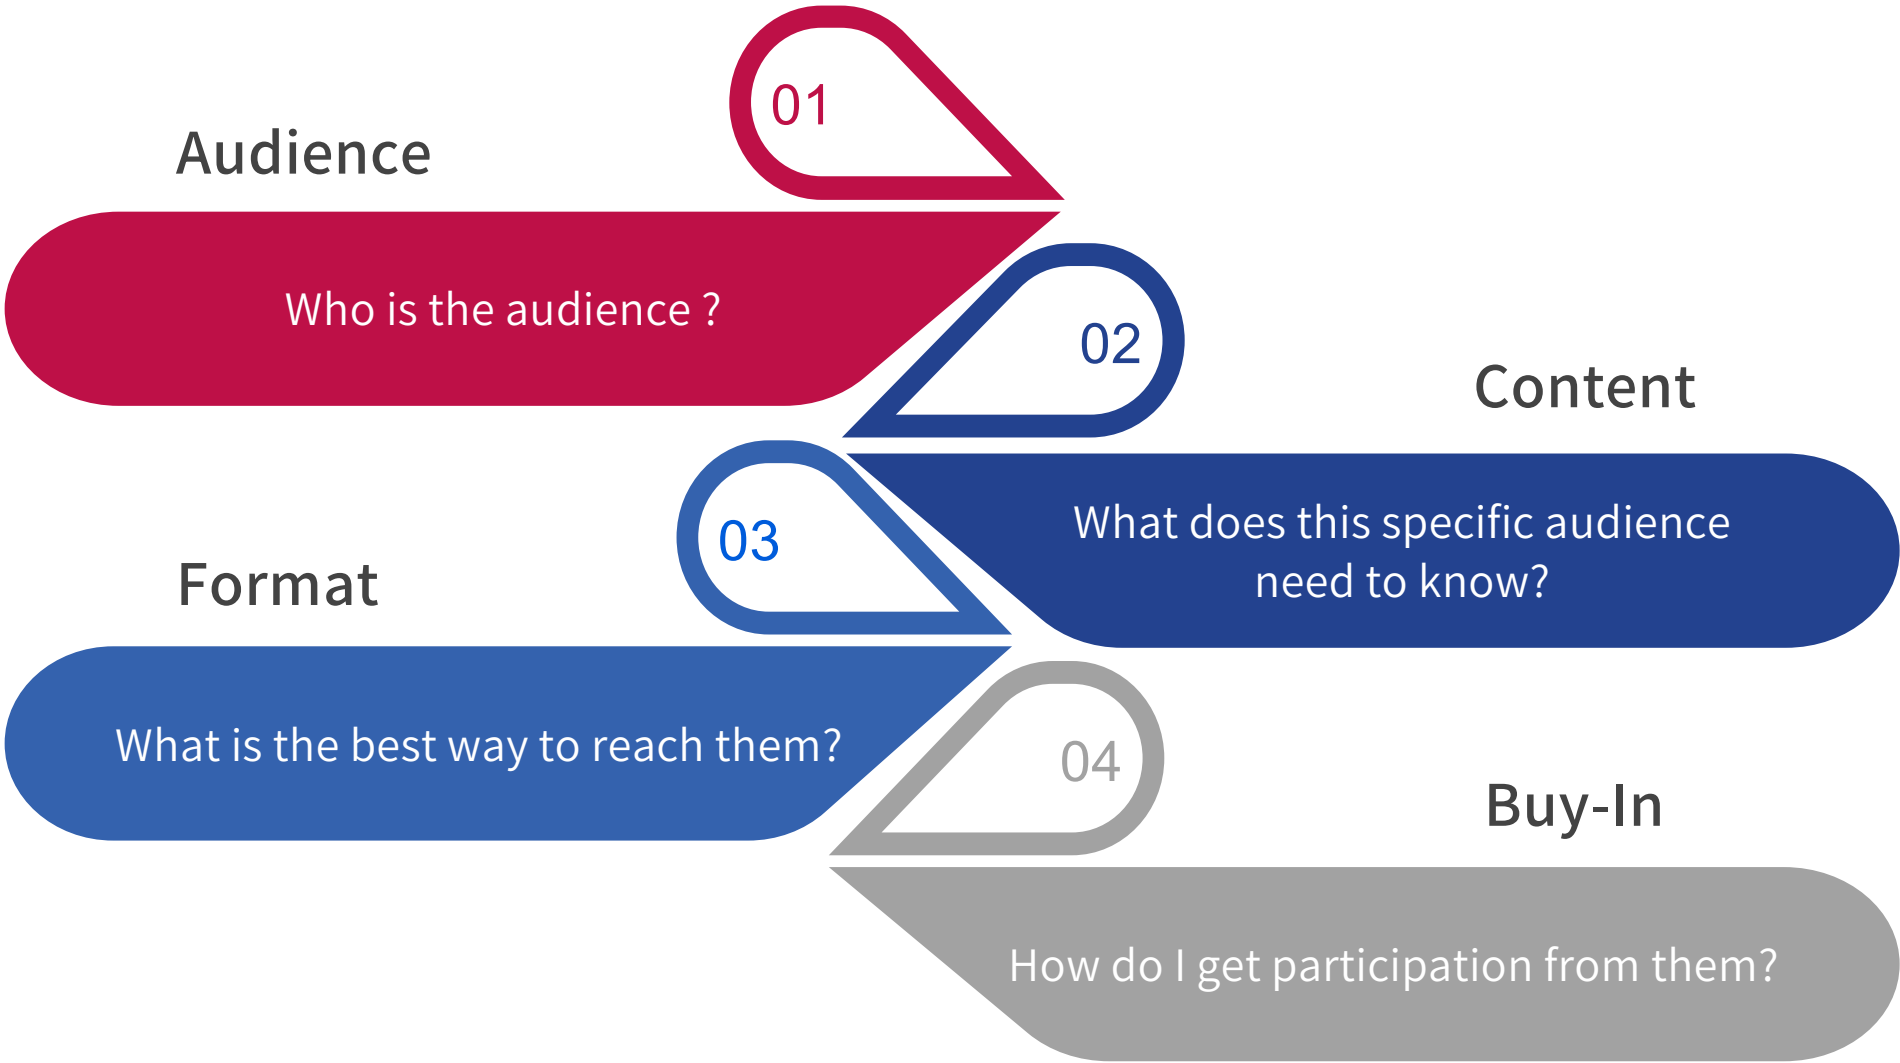 01
Audience
Who is the audience ?
02
Content
What does this specific audience
need to know?
03
Format
What is the best way to reach them?
04
Buy-In
How do I get participation from them?